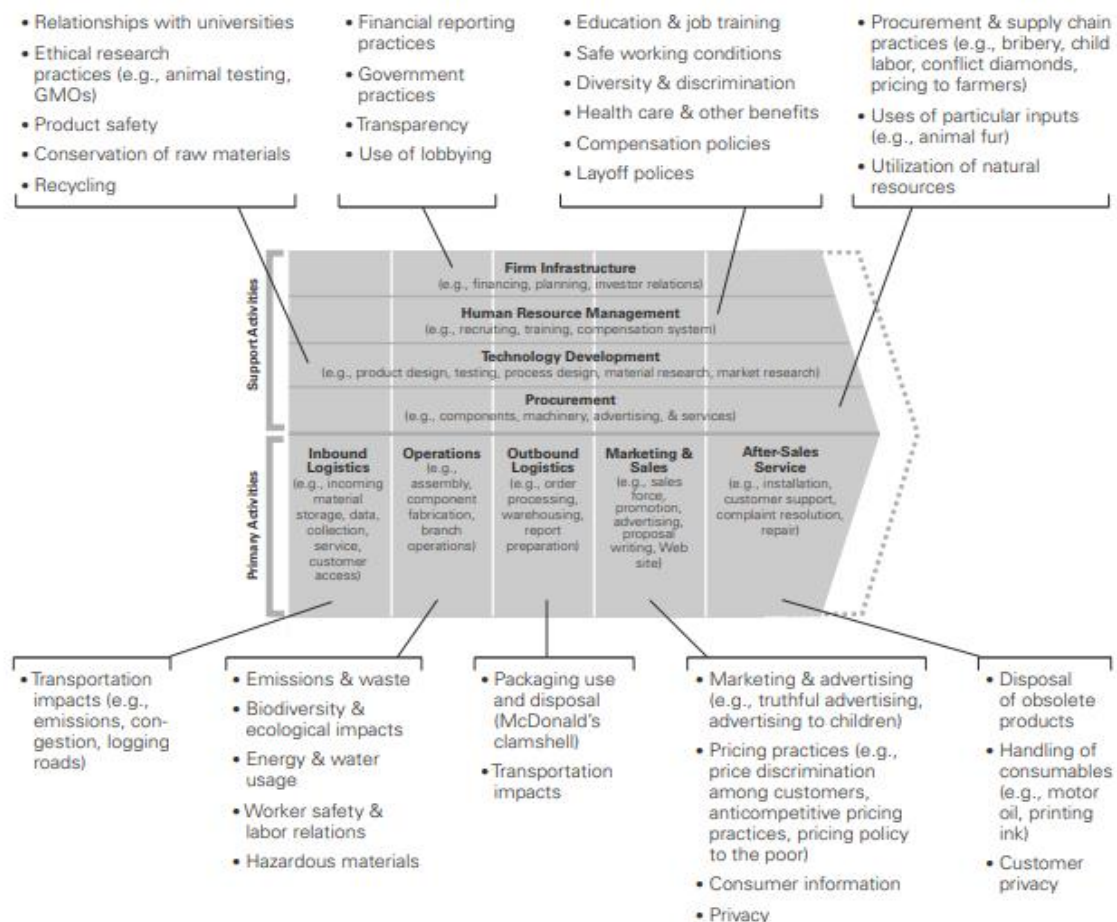 • Relationships with universities
• Ethical research
practices (e.g., animal testing,
GMOs)
• Product safety
• Conservation of raw materials
• Recycling
• Financial reporting
practices
• Government
practices
• Transparency
• Use of lobbying
• Education & job training
• Safe working conditions
• Diversity & discrimination
• Health care & other benefits
• Compensation policies
• Layoff polices
• Procurement & supply chain
practices (e.g., bribery, child
labor, conflict diamonds,
pricing to farmers)
• Uses of particular inputs
(e.g., animal fur)
• Utilization of natural
resources
Support Activities
Firm Infrastructure
(e.g., financing, planning, investor relations)
Human Resource Management
(e.g., recruiting, training, compensation system)
Technology Development
(e.g., product design, testing, process design, material research, market research)
Procurement
(e.g., components, machinery, advertising, & services)
Primary Activities
Inbound
Logistics
(e.g., incoming
material
storage, data,
collection,
service,
customer
access)
Operations
(e.g.,
assembly,
component
fabrication,
branch
operations)
Outbound
Logistics
(e.g., order
processing,
warehousing,
report
preparation)
Marketing &
Sales
(e.g., sales
force,
promotion,
advertising,
proposal
writing, Web
site)
After-Sales
Service
(e.g., installation,
customer support,
complaint resolution,
repair)
• Transportation
impacts (e.g.,
emissions, con-
gestion, logging
roads)
• Emissions & waste
• Biodiversity &
ecological impacts
• Energy & water
usage
• Worker safety &
labor relations
• Hazardous materials
• Packaging use
and disposal
(McDonald's
clamshell)
• Transportation
impacts
• Marketing & advertising
(e.g., truthful advertising,
advertising to children)
• Pricing practices (e.g.,
price discrimination
among customers,
anticompetitive pricing
practices, pricing policy
to the poor)
• Consumer information
• Privacy
• Disposal
of obsolete
products
• Handling of
consumables
(e.g., motor
oil, printing
ink)
• Customer
privacy